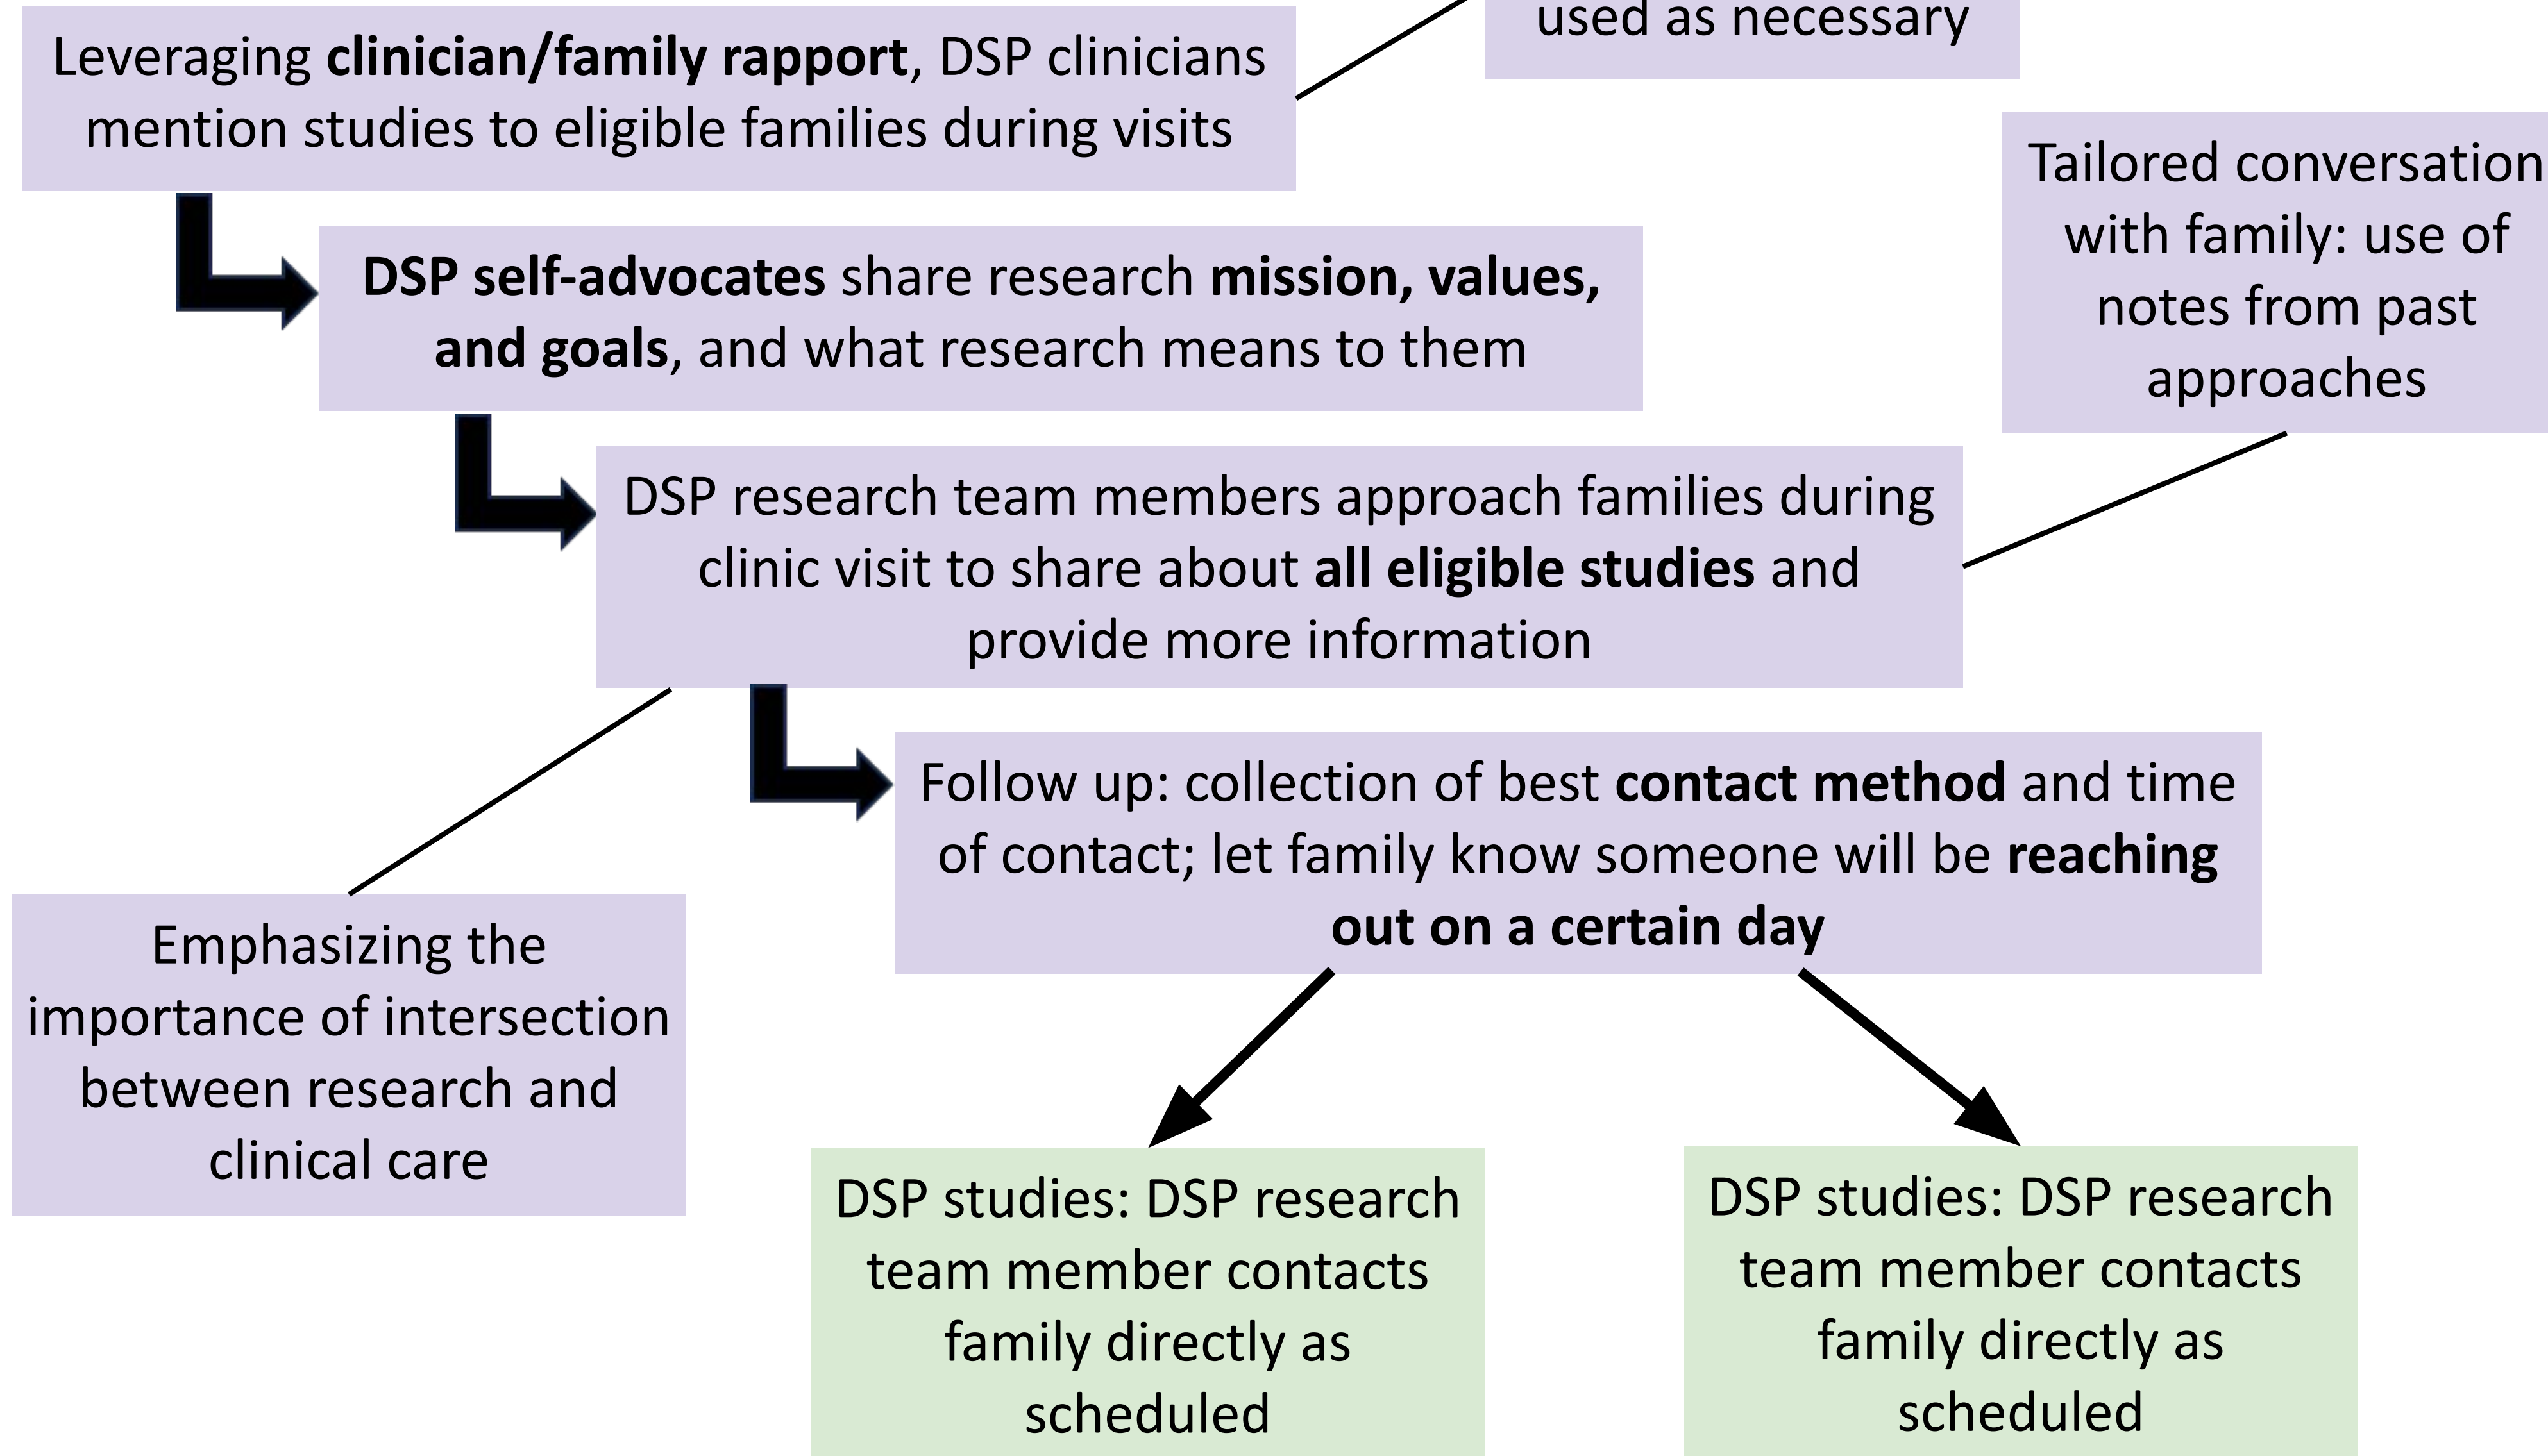 used as necessary
Leveraging clinician/family rapport, DSP clinicians
mention studies to eligible families during visits
Tailored conversation
with family: use of
notes from past
approaches
DSP self-advocates share research mission, values,
and goals, and what research means to them
DSP research team members approach families during
clinic visit to share about all eligible studies and
provide more information
Follow up: collection of best contact method and time
of contact; let family know someone will be reaching
out on a certain day
Emphasizing the
importance of intersection
between research and
clinical care
DSP studies: DSP research
team member contacts
family directly as
scheduled
DSP studies: DSP research
team member contacts
family directly as
scheduled